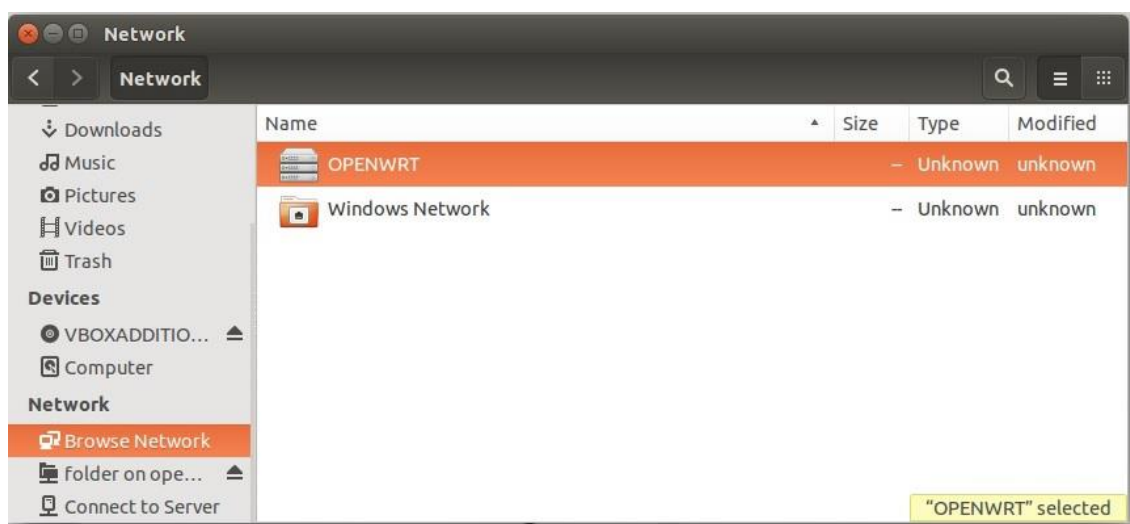 Network
Network
Downloads
Music
Pictures
Videos
Trash
Devices
VBOXADDITIO...
Computer
Network
Browse Network
folder on ope...
Connect to Server
Name Size Type Modified
OPENWRT -- Unknown unknown
Windows Network -- Unknown unknown
"OPENWRT" selected